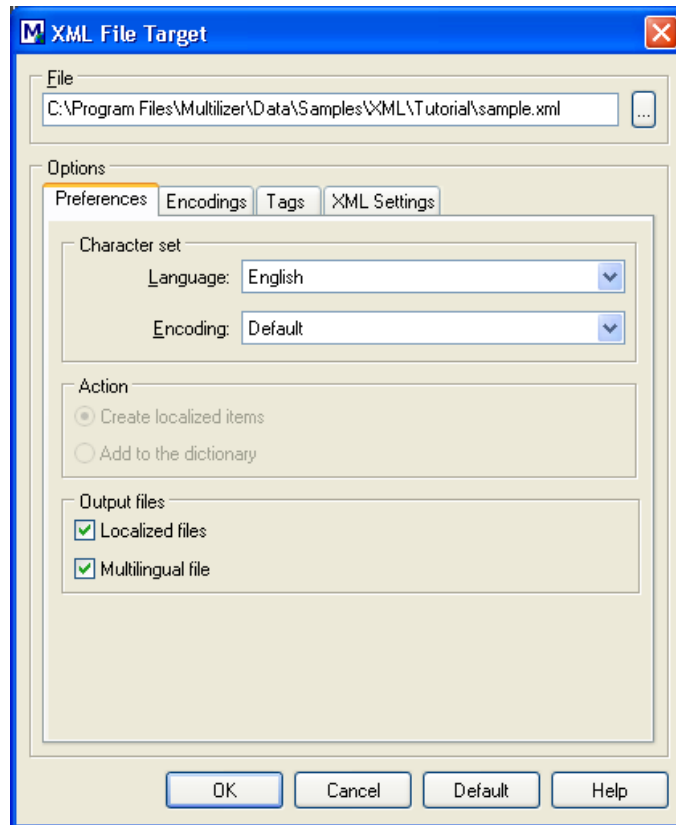 M XML File Target
File
C:\Program Files\Multilizer\Data\Samples\XML\Tutorial\sample.xml ...
Options
Preferences Encodings Tags XML Settings
Character set
Language: English
Encoding: Default
Action
Create localized items
Add to the dictionary
Output files
Localized files
Multilingual file
OK Cancel Default Help